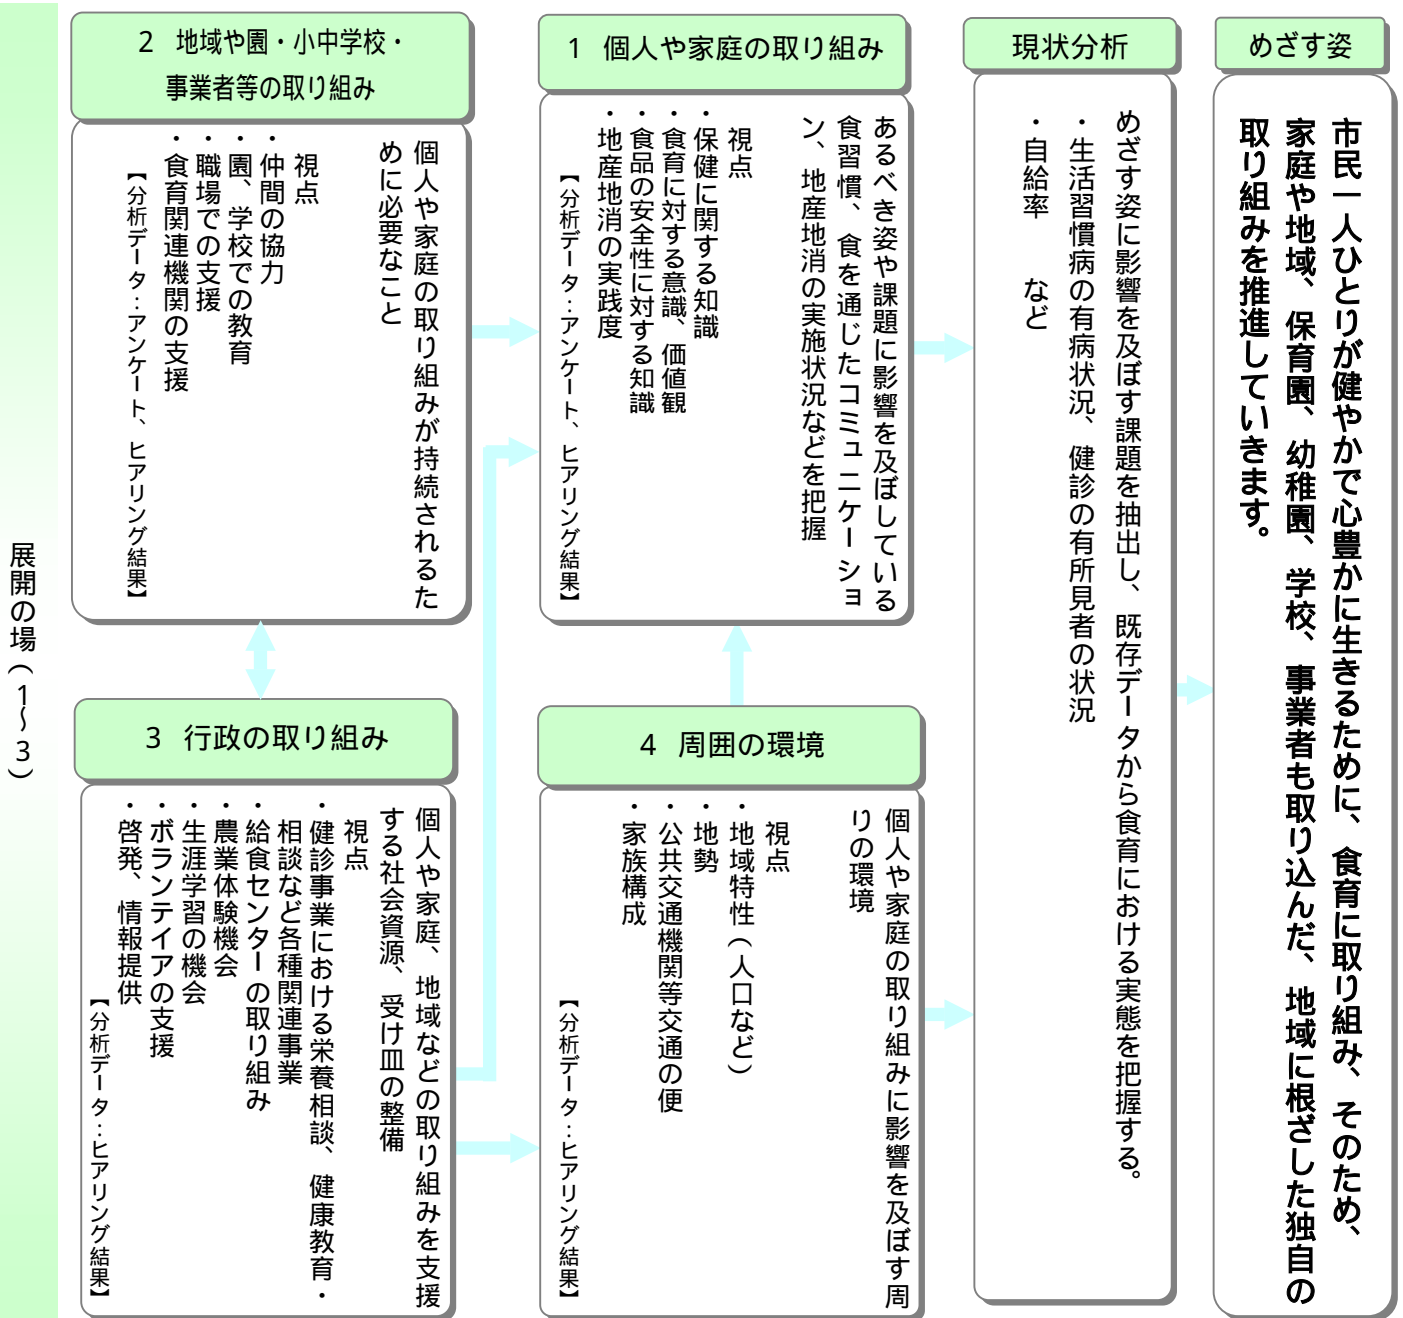 めざす姿
市民一人ひとりが健やかで心豊かに生きるために、食育に取り組み、そのため、
家庭や地域、保育園、幼稚園、学校、事業者も取り込んだ、地域に根ざした独自の
取り組みを推進していきます。
現状分析
めざす姿に影響を及ぼす課題を抽出し、既存データから食育における実態を把握する。
・生活習慣病の有病状況、健診の有所見者の状況
・自給率　など
1 個人や家庭の取り組み
あるべき姿や課題に影響を及ぼしている
食習慣、食を通じたコミュニケーショ
ン、地産地消の実施状況などを把握
視点
・保健に関する知識
・食育に対する意識、価値観
・食品の安全性に対する知識
・地産地消の実践度
【分析データ：アンケート、ヒアリング結果】
4 周囲の環境
個人や家庭の取り組みに影響を及ぼす周
りの環境
視点
・地域特性（人口など）
・地勢
・公共交通機関等交通の便
・家族構成
【分析データ：ヒアリング結果】
2 地域や園・小中学校・
事業者等の取り組み
個人や家庭の取り組みが持続されるた
めに必要なこと
視点
・仲間の協力
・園、学校での教育
・職場での支援
・食育関連機関の支援
【分析データ：アンケート、ヒアリング結果】
3 行政の取り組み
個人や家庭、地域などの取り組みを支援
する社会資源、受け皿の整備
視点
・健診事業における栄養相談、健康教育・
相談など各種関連事業
・給食センターの取り組み
・農業体験機会
・生涯学習の機会
・ボランテイアの支援
・啓発、情報提供
【分析データ：ヒアリング結果】
展開の場（1～3）